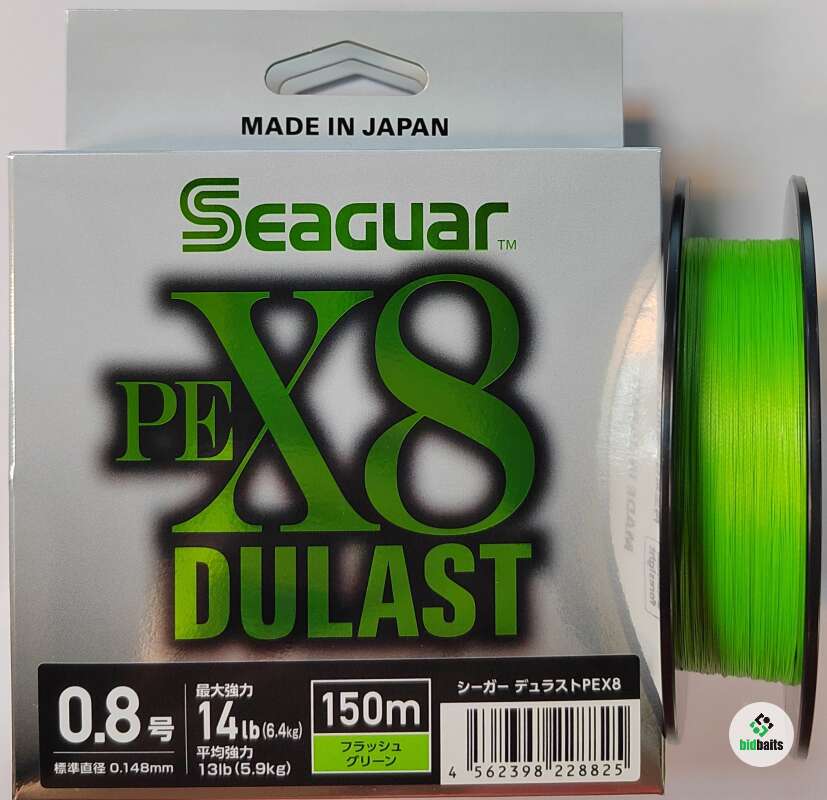 MADE IN JAPAN
Seaguar™
PE X8
DULAST
0.8号
標準直径 0.148mm
最大強力
14lb(6.4kg)
平均強力
13lb(5.9kg)
150m
フラッシュ
グリーン
シーガー デュラストPEX8
4 562398 228825
bidbaits